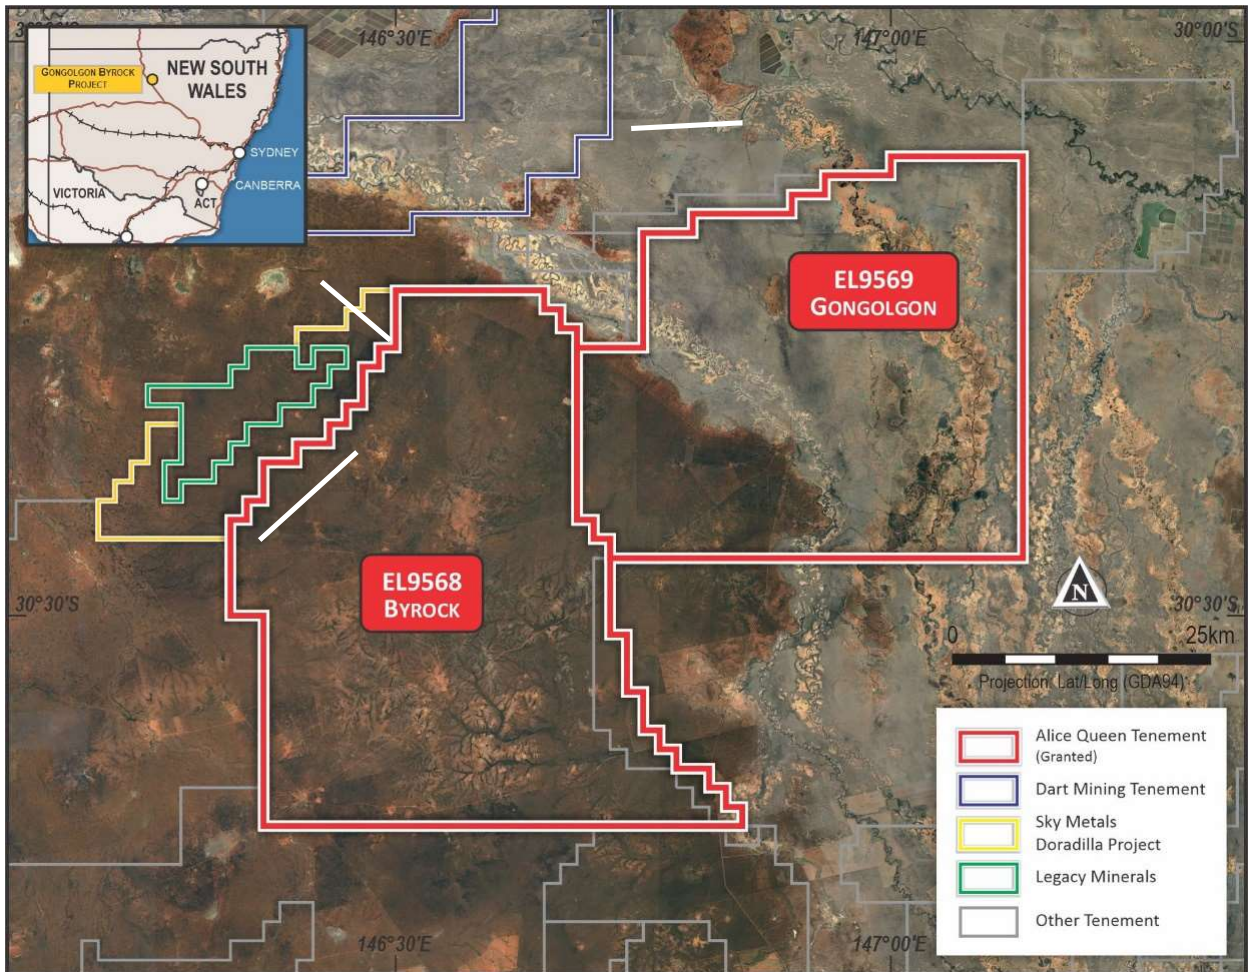 146°30'E
147°00'E
30°00'S
GONGOLGON BYROCK
PROJECT
NEW SOUTH
WALES
SYDNEY
CANBERRA
VICTORIA
ACT
EL9569
GONGOLGON
EL9568
BYROCK
N
30°30'S
30°30'S
0
25km
Projection: Lat/Long (GDA94)
Alice Queen Tenement
(Granted)
Dart Mining Tenement
Sky Metals
Doradilla Project
Legacy Minerals
Other Tenement
146°30'E
147°00'E